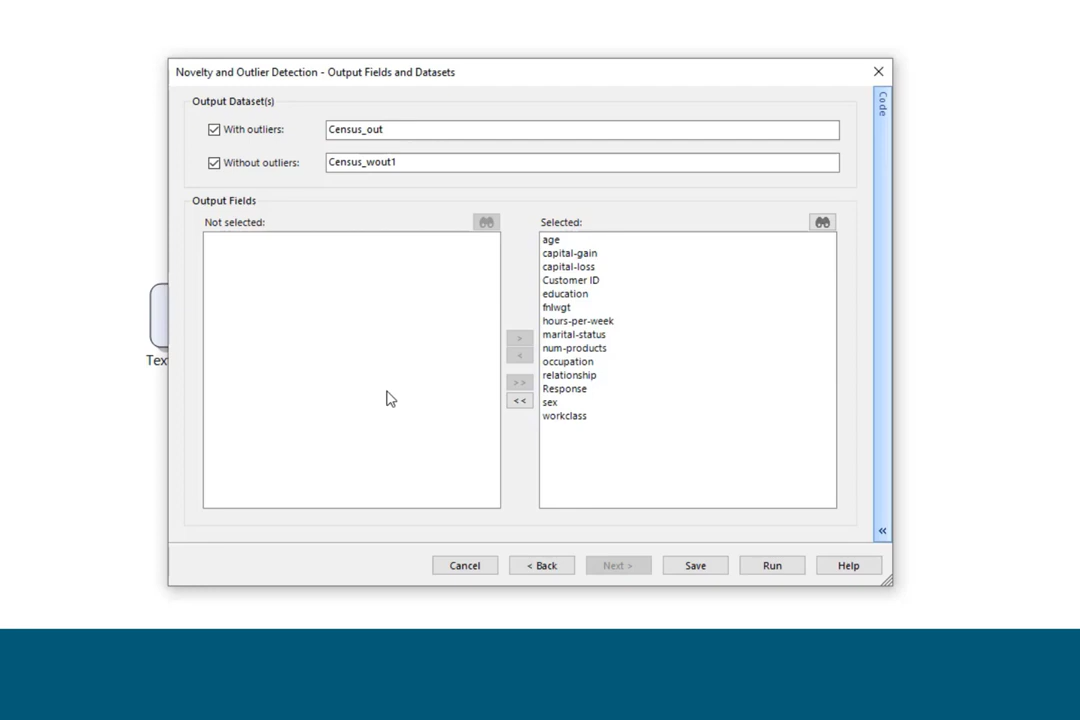 Novelty and Outlier Detection - Output Fields and Datasets
Code
Output Dataset(s)
With outliers: Census_out
Without outliers: Census_wout1
Output Fields
Not selected: Selected:
age
capital-gain
capital-loss
Customer ID
education
fnlwgt
hours-per-week
marital-status
num-products
occupation
relationship
Response
sex
workclass
>
<
>>
<<
Tex
«
Cancel < Back Next > Save Run Help